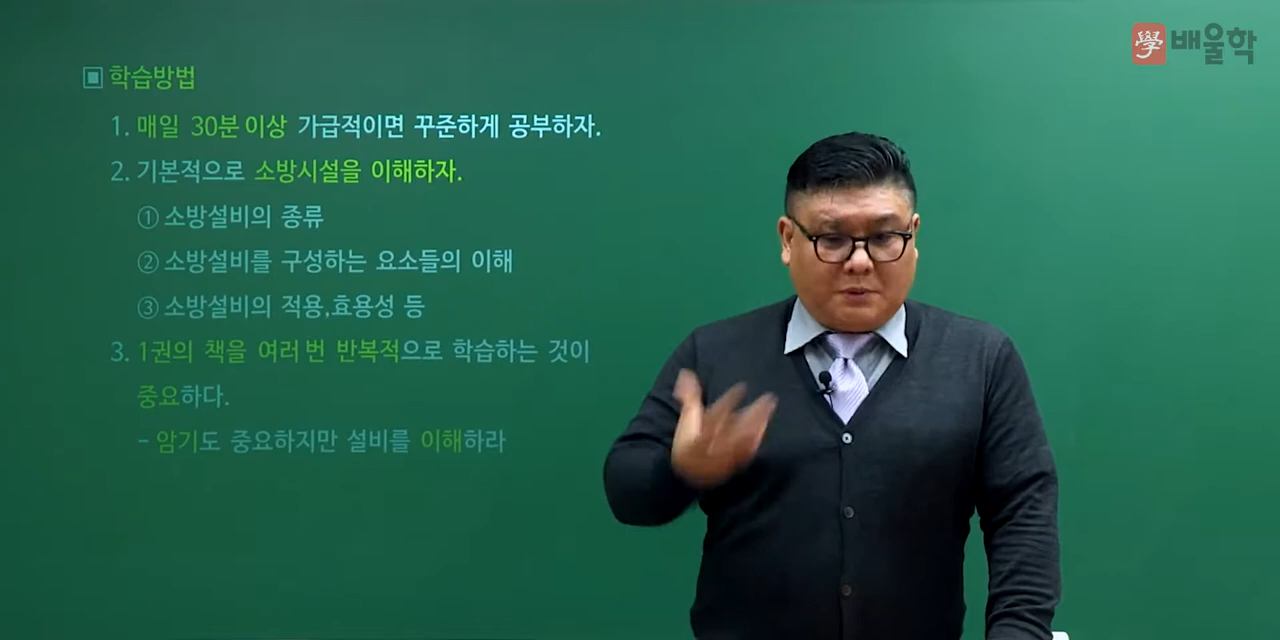 學 배울학
▣ 학습방법
1. 매일 30분 이상 가급적이면 꾸준하게 공부하자.
2. 기본적으로 소방시설을 이해하자.
① 소방설비의 종류
② 소방설비를 구성하는 요소들의 이해
③ 소방설비의 적용,효용성 등
3. 1권의 책을 여러 번 반복적으로 학습하는 것이
중요하다.
- 암기도 중요하지만 설비를 이해하라